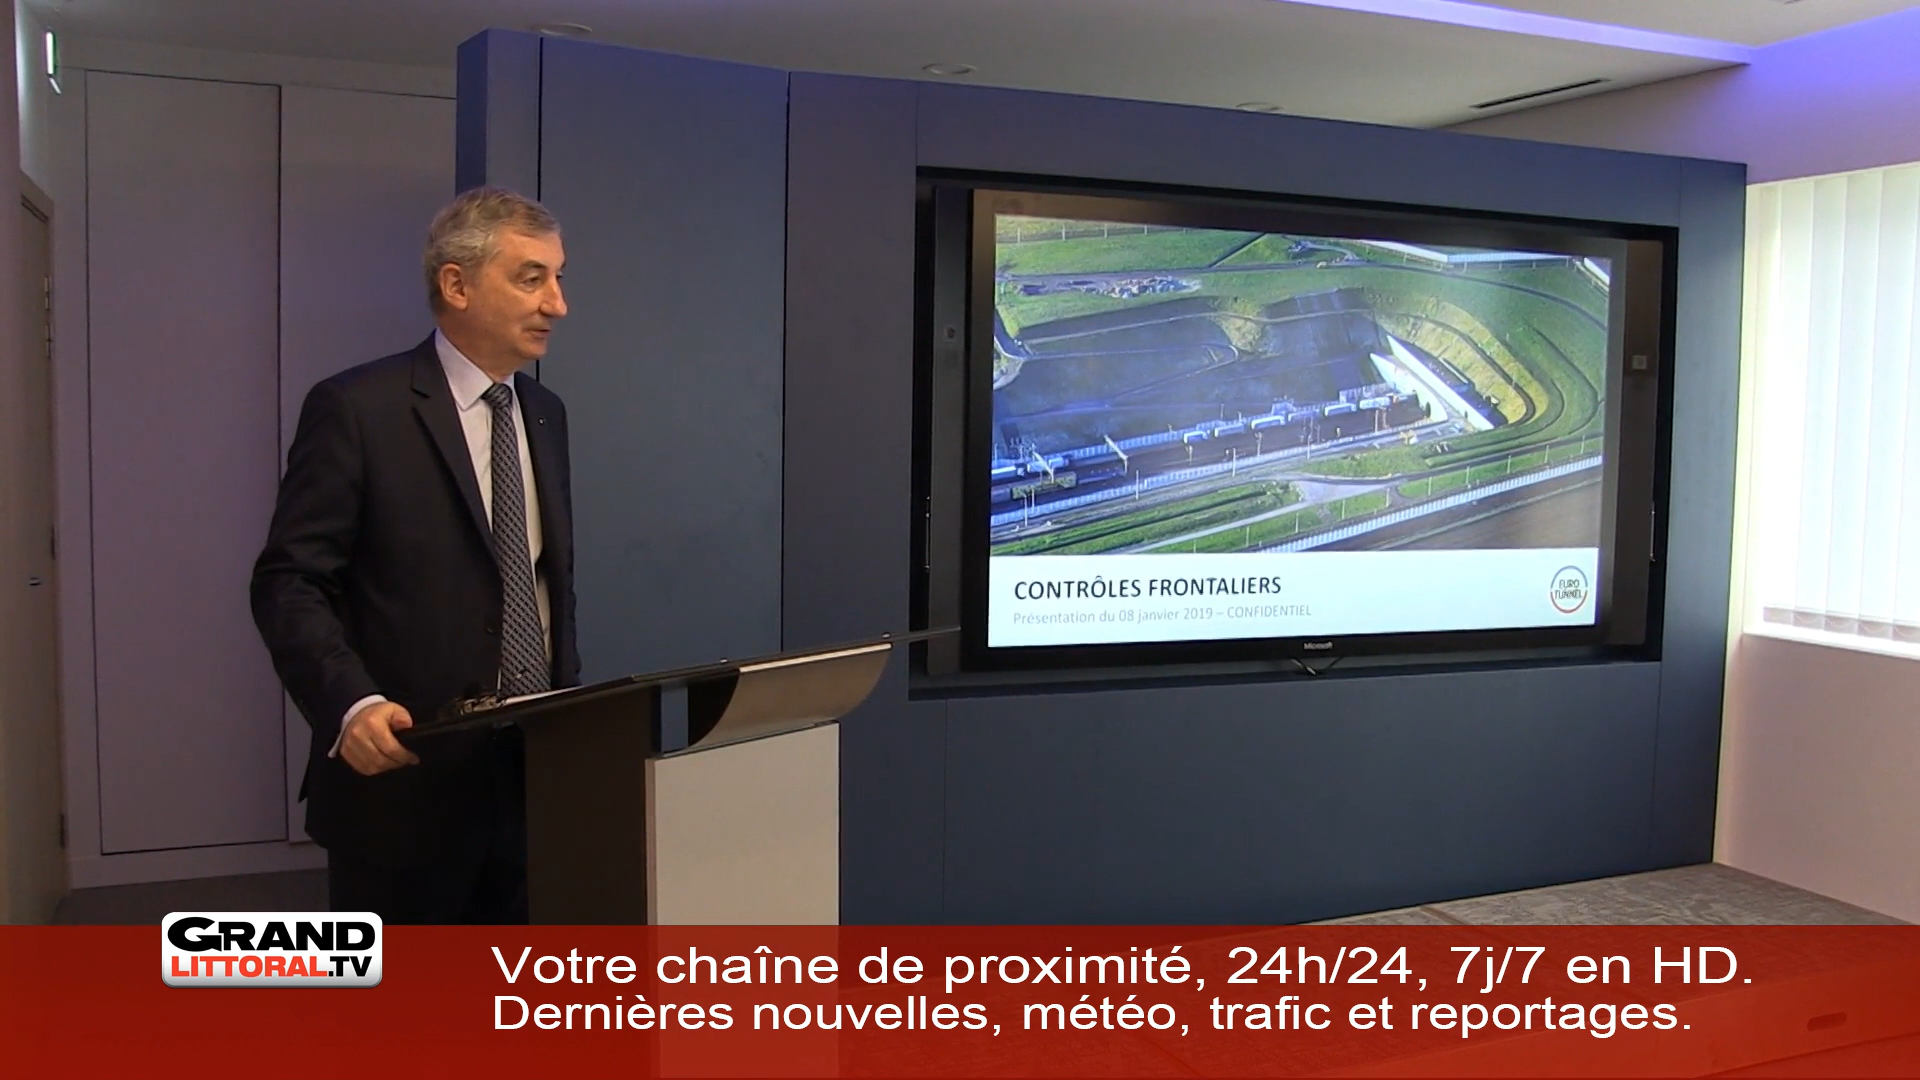 CONTRÔLES FRONTALIERS
Présentation du 08 janvier 2019 – CONFIDENTIEL
EURO
TUNNEL
Microsoft
GRAND
LITTORAL.TV
Votre chaîne de proximité, 24h/24, 7j/7 en HD.
Dernières nouvelles, météo, trafic et reportages.